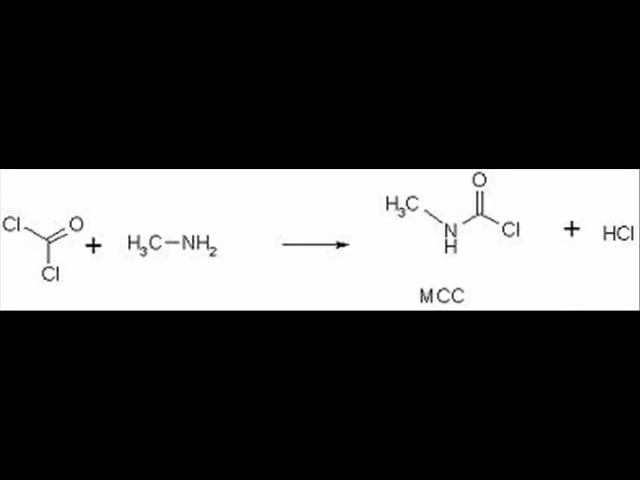 Cl O Cl + H₃C–NH₂ → H₃C N H O Cl + HCl
MCC